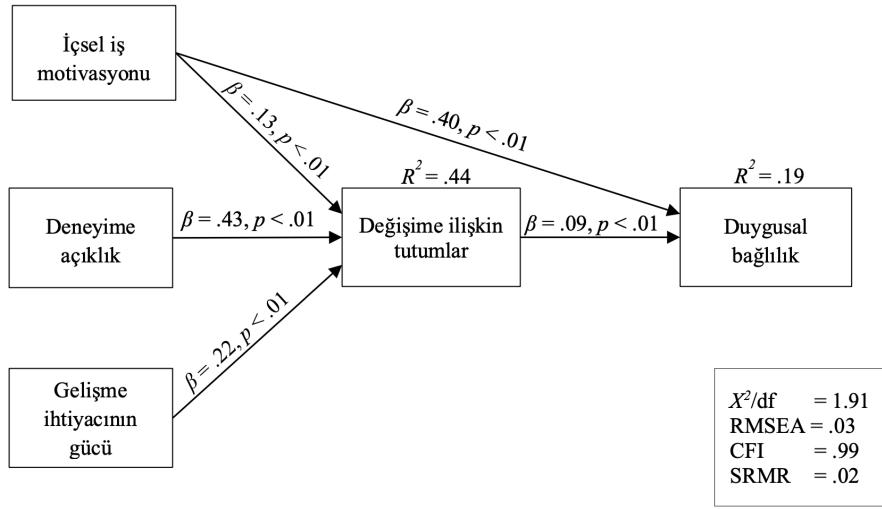 İçsel iş
motivasyonu
β = .13, p < .01
β = .40, p < .01
R² = .44
R² = .19
Deneyime
açıklık
β = .43, p < .01
Değişime ilişkin
tutumlar
β = .09, p < .01
Duygusal
bağlılık
β = .22, p < .01
Gelişme
ihtiyacının
gücü
X²/df = 1.91
RMSEA = .03
CFI = .99
SRMR = .02